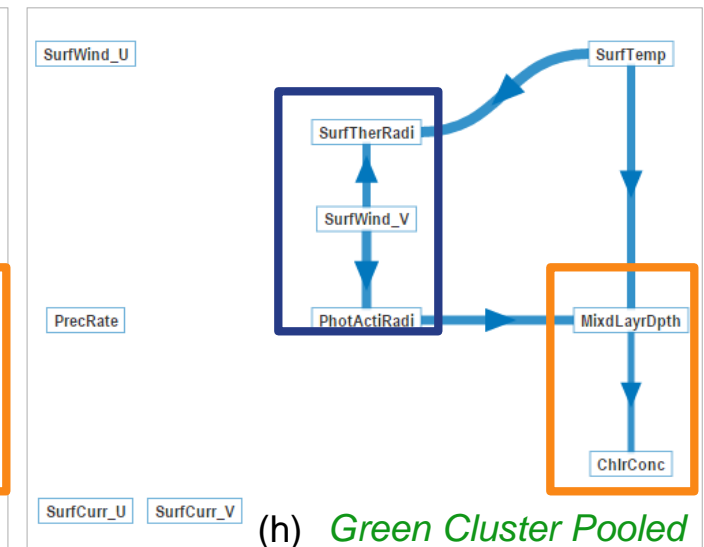 SurfWind_U
SurfTemp
SurfTherRadi
SurfWind_V
PrecRate
PhotActiRadi
MixdLayrDpth
ChlrConc
SurfCurr_U
SurfCurr_V
(h) Green Cluster Pooled